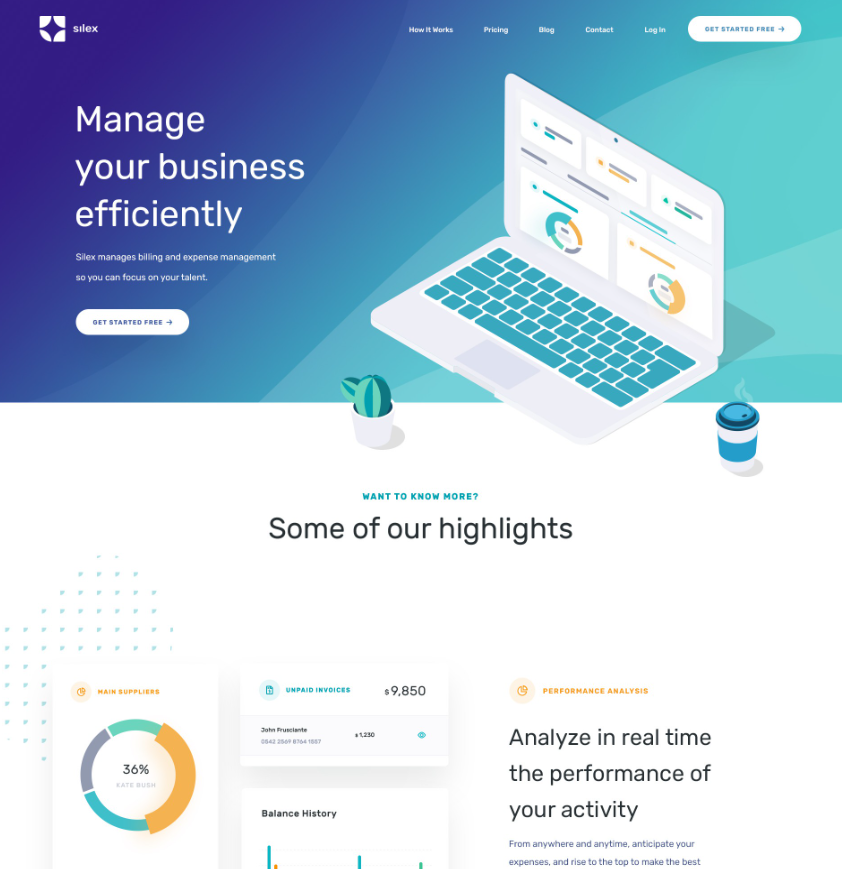 silex
How It Works
Pricing
Blog
Contact
Log In
GET STARTED FREE →
Manage
your business
efficiently
Silex manages billing and expense management
so you can focus on your talent.
GET STARTED FREE →
WANT TO KNOW MORE?
Some of our highlights
MAIN SUPPLIERS
36%
KATE BUSH
UNPAID INVOICES
$ 9,850
John Frusciante
$ 1,230
Balance History
PERFORMANCE ANALYSIS
Analyze in real time
the performance of
your activity
From anywhere and anytime, anticipate your
expenses, and rise to the top to make the best